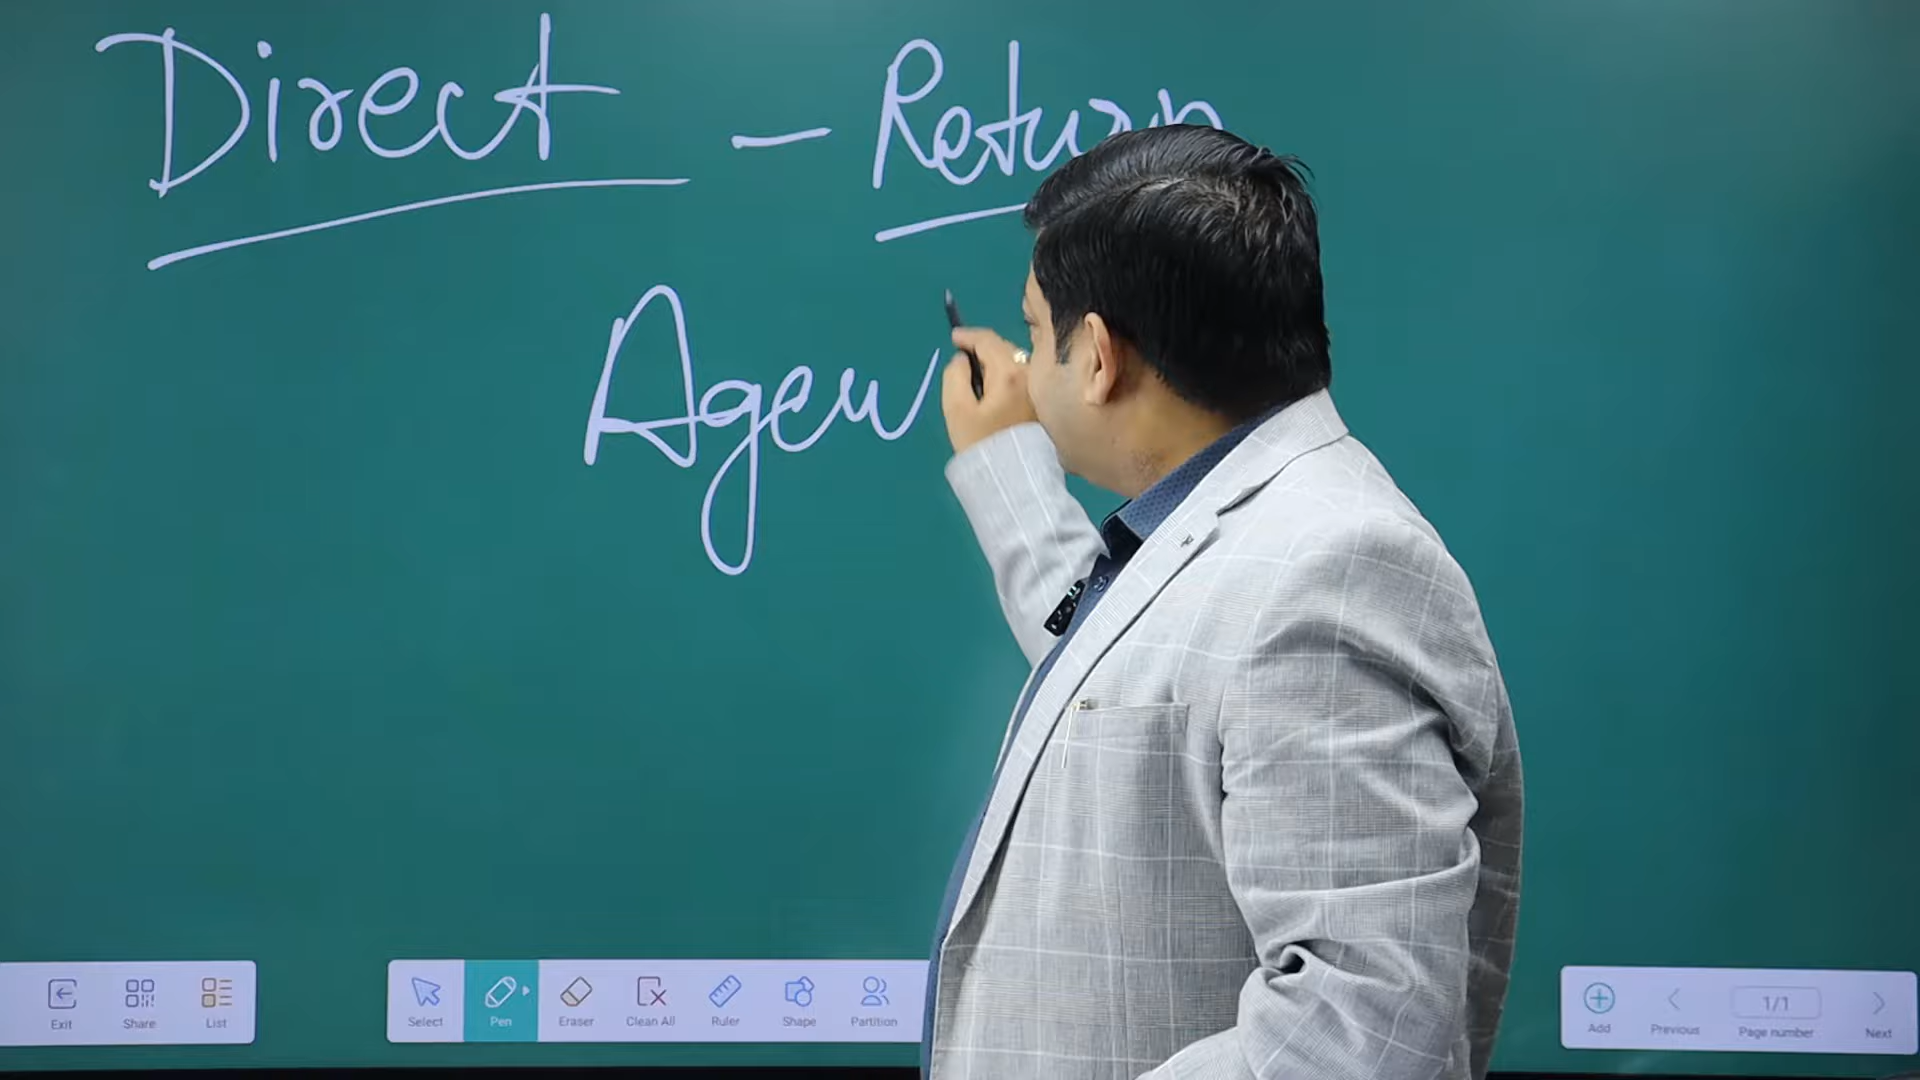 Direct - Return
Agen
Exit Share List
Select Pen Eraser Clean All Ruler Shape Partition
Add Previous 1/1 Page number Next